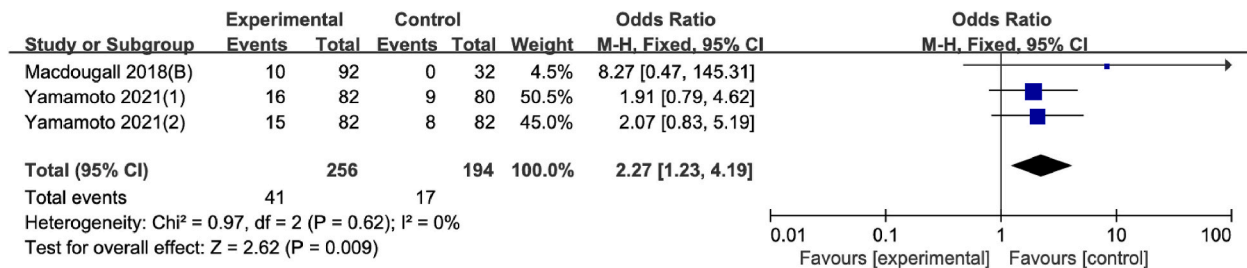 Experimental Control Odds Ratio Odds Ratio
Study or Subgroup Events Total Events Total Weight M-H, Fixed, 95% CI M-H, Fixed, 95% CI
Macdougall 2018(B) 10 92 0 32 4.5% 8.27 [0.47, 145.31]
Yamamoto 2021(1) 16 82 9 80 50.5% 1.91 [0.79, 4.62]
Yamamoto 2021(2) 15 82 8 82 45.0% 2.07 [0.83, 5.19]
Total (95% CI) 256 194 100.0% 2.27 [1.23, 4.19]
Total events 41 17
Heterogeneity: Chi² = 0.97, df = 2 (P = 0.62); I² = 0%
Test for overall effect: Z = 2.62 (P = 0.009)
0.01 0.1 1 10 100
Favours [experimental] Favours [control]